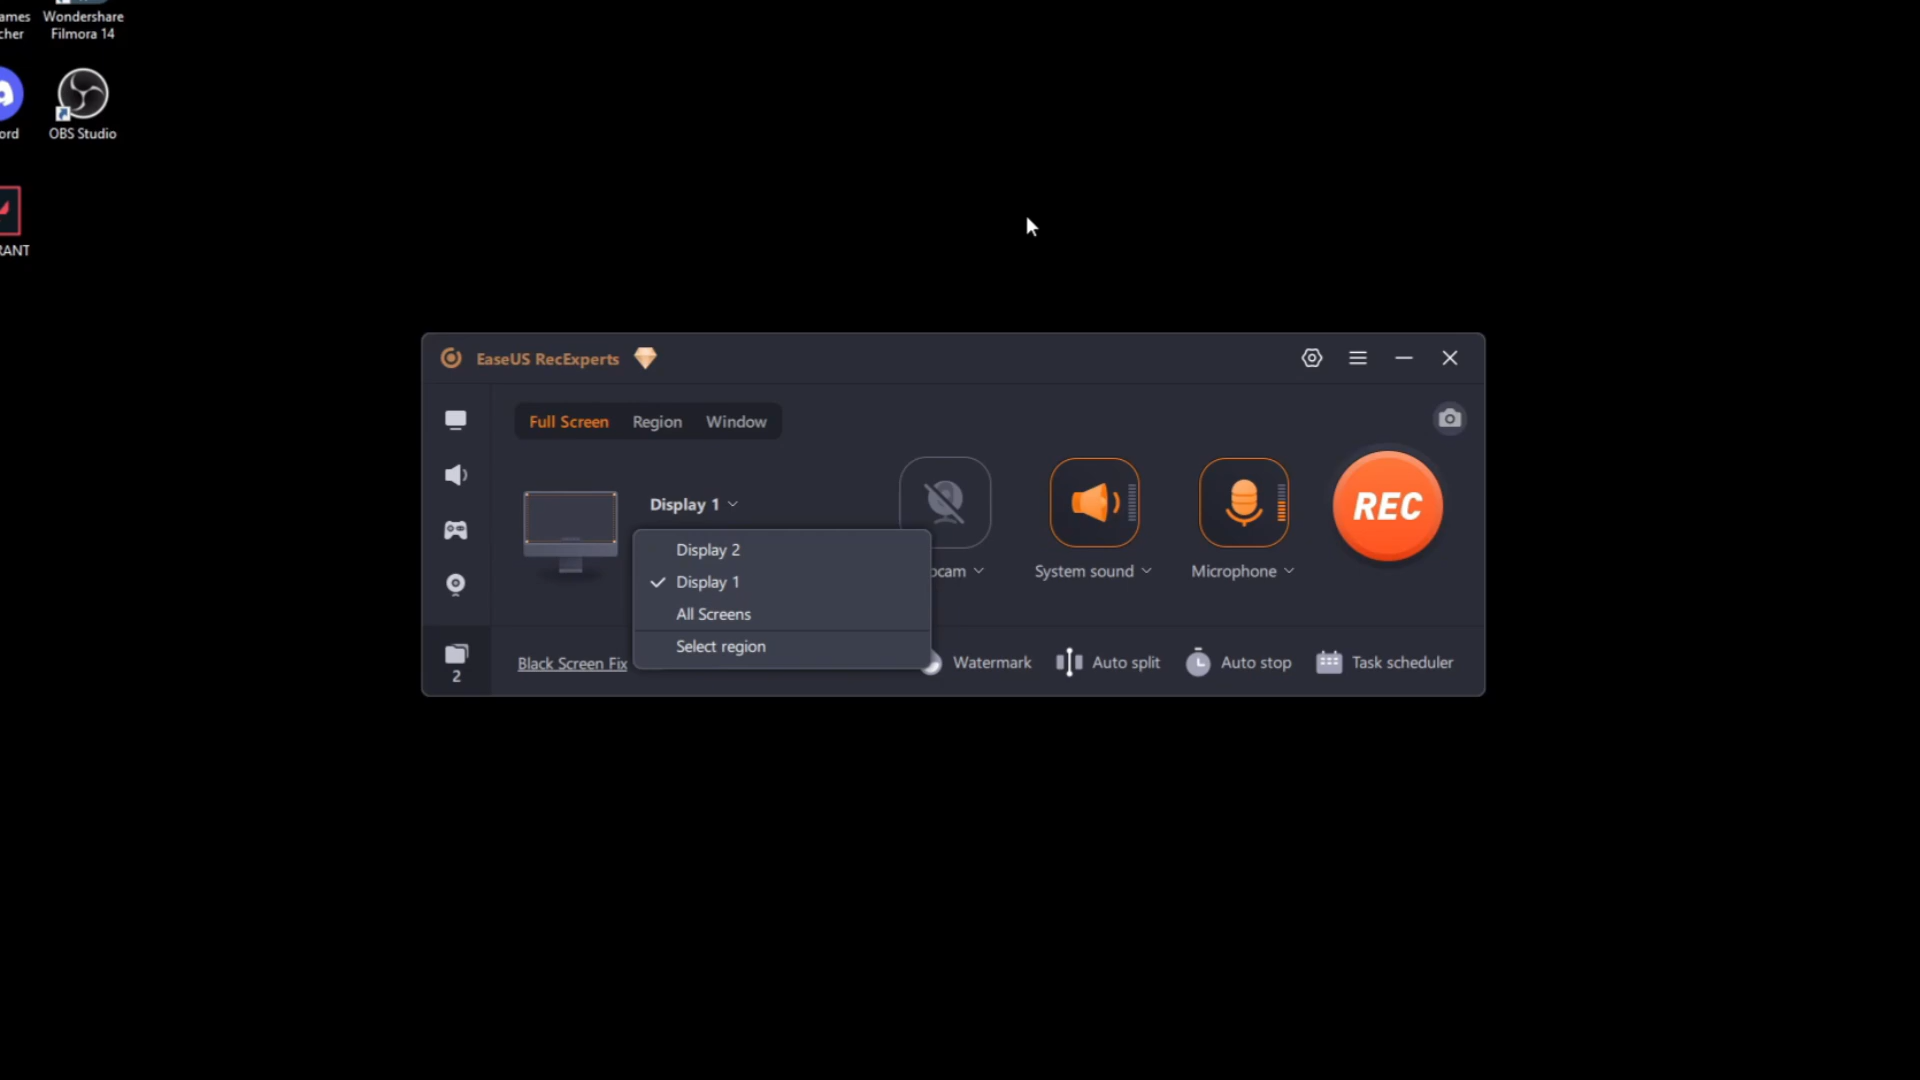 ames
cher
Wondershare
Filmora 14
ord
OBS Studio
RANT
EaseUS RecExperts
Full Screen
Region
Window
Display 1
Display 2
Display 1
All Screens
Select region
ocam
System sound
Microphone
REC
2
Black Screen Fix
Watermark
Auto split
Auto stop
Task scheduler